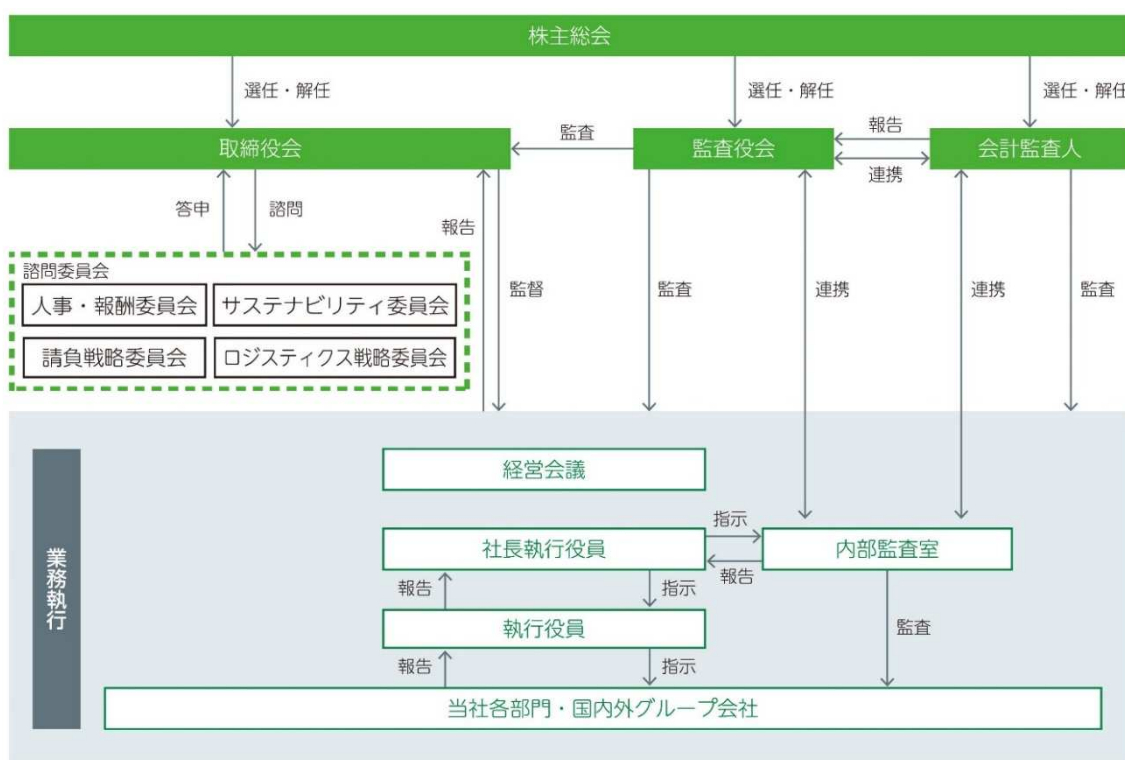 株主総会
選任・解任
選任・解任
選任・解任
取締役会
監査
監査役会
報告
連携
会計監査人
答申
諮問
報告
諮問委員会
人事・報酬委員会
サステナビリティ委員会
請負戦略委員会
ロジスティクス戦略委員会
監督
監査
連携
連携
監査
業務執行
経営会議
社長執行役員
指示
報告
内部監査室
報告
指示
執行役員
監査
報告
指示
当社各部門・国内外グループ会社